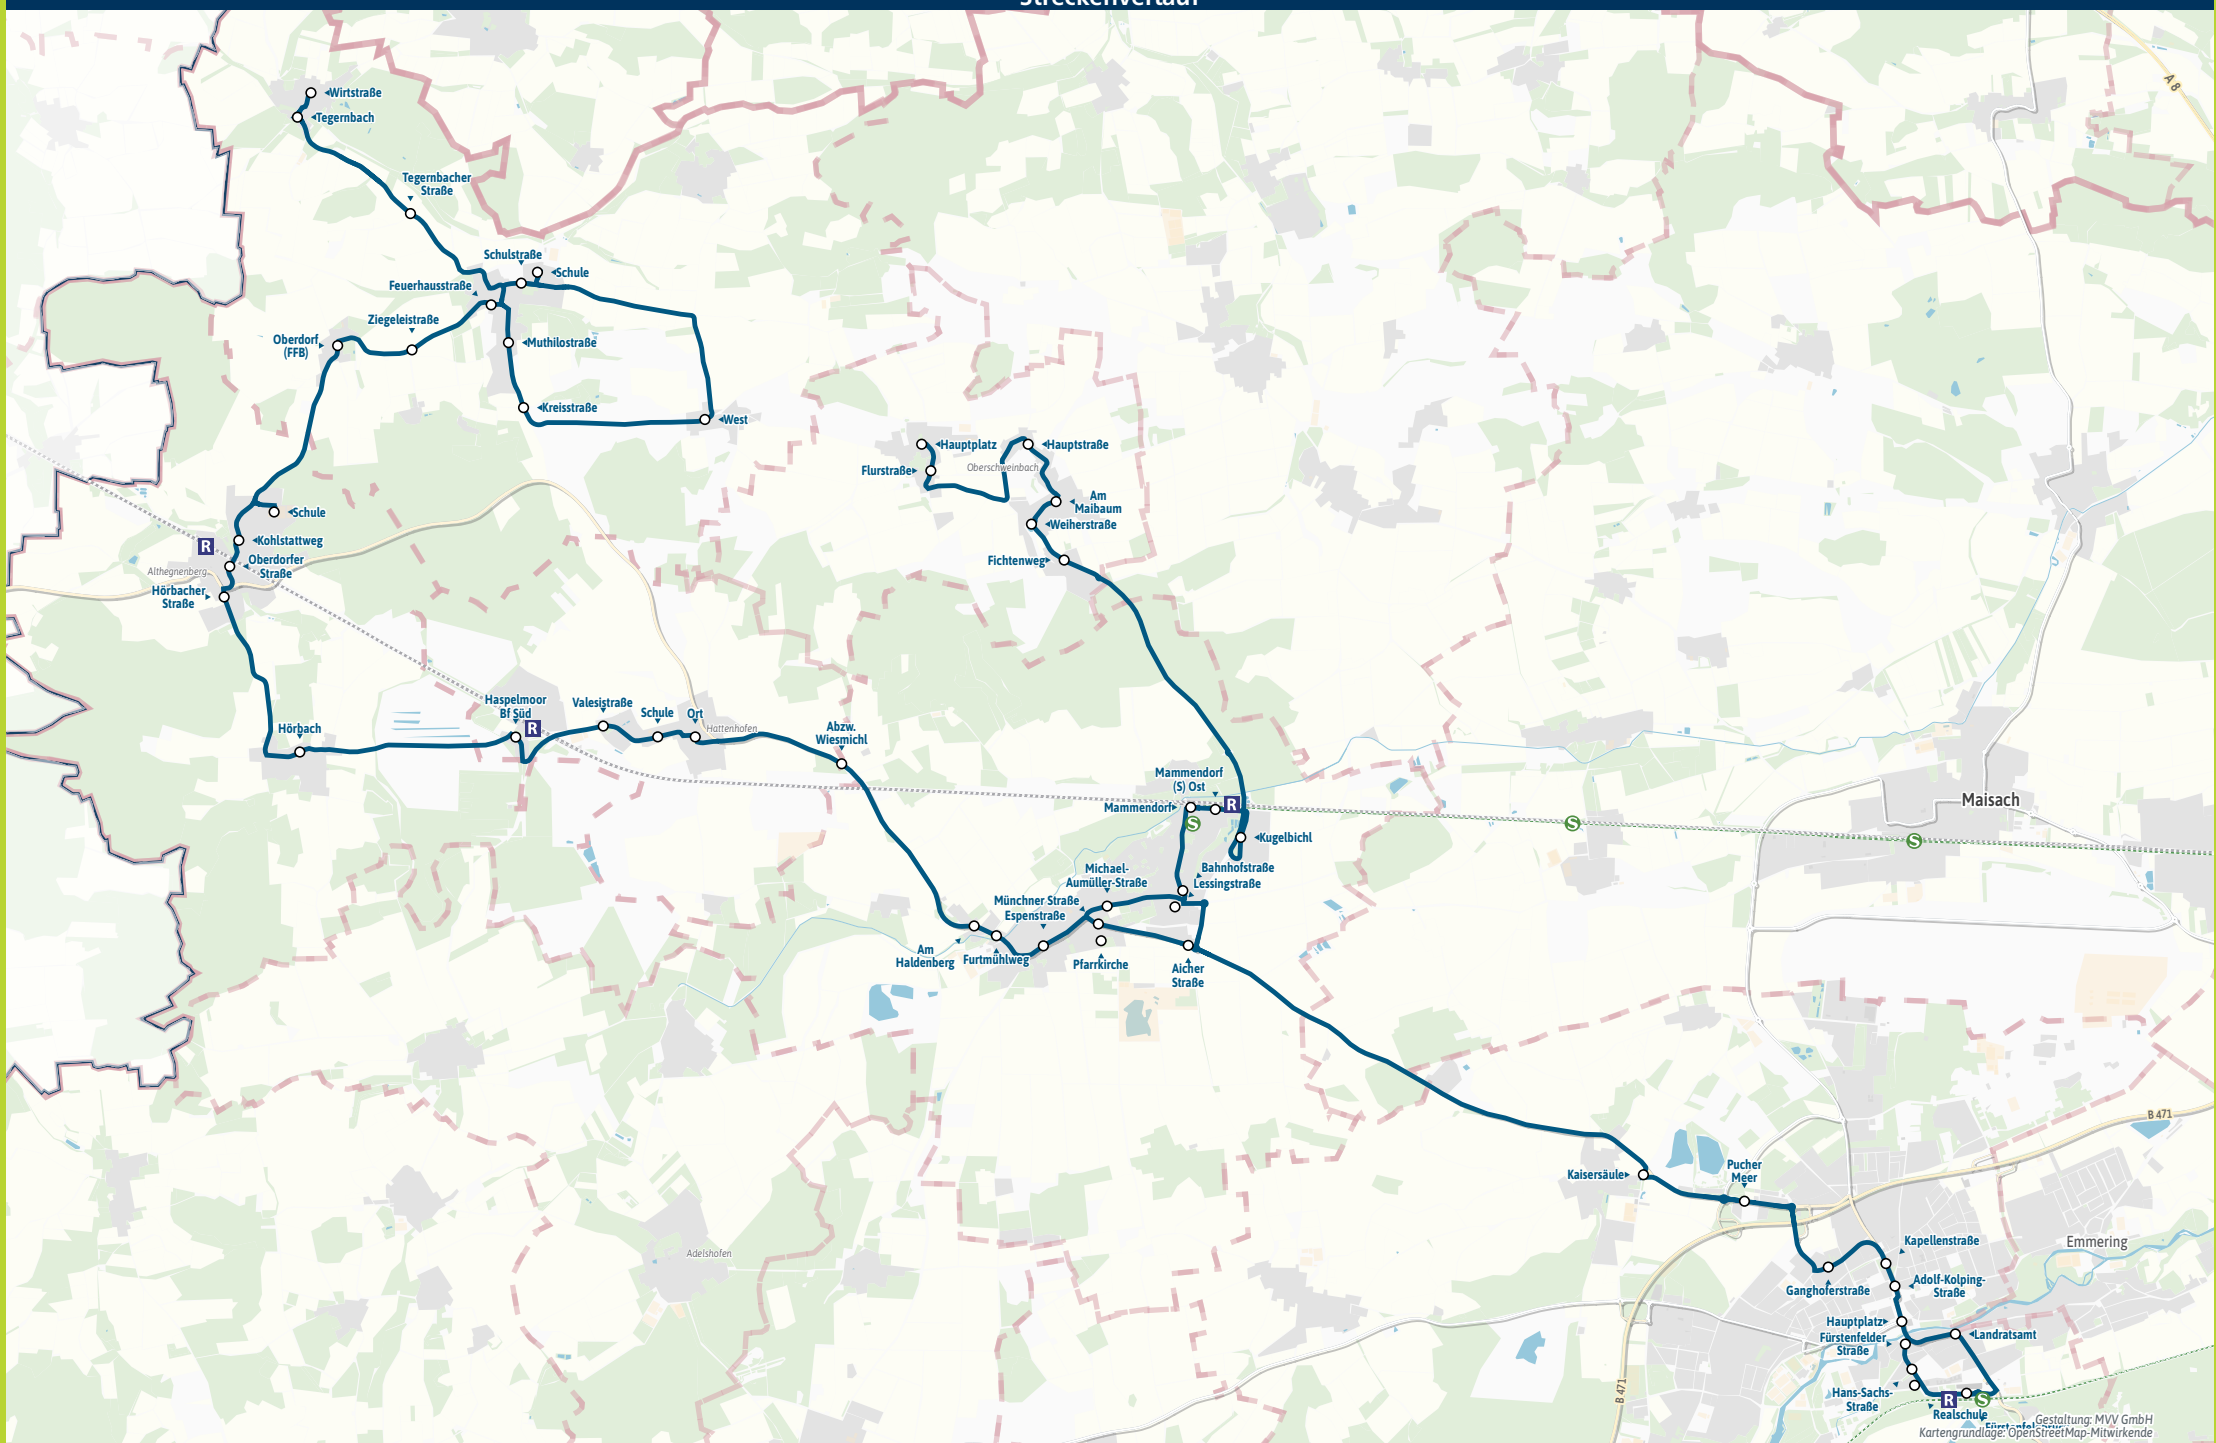 Streckenverlauf
A 8
Wirtstraße
Tegernbach
Tegernbacher
Straße
Schulstraße
Schule
Feuerhausstraße
Ziegeleistraße
Oberdorf
(FFB)
Muthilostraße
Kreisstraße
West
Hauptplatz
Hauptstraße
Flurstraße
Oberschweinbach
Am
Maibaum
Weiherstraße
Fichtenweg
Schule
R
Kohlstattweg
Oberdorfer
Straße
Althegnenberg
Hörbacher
Straße
Hörbach
Haspelmoor
Bf Süd
R
Valesistraße
Schule
Ort
Hattenhofen
Abzw.
Wiesmichl
Mammendorf
(S) Ost
Mammendorf
R
S
Kugelbichl
S
S
Maisach
Bahnhofstraße
Lessingstraße
Michael-
Aumüller-Straße
Münchner Straße
Espenstraße
Am
Haldenberg
Furtmühlweg
Pfarrkirche
Aicher
Straße
B 471
Kaisersäule
Pucher
Meer
Emmering
Adelshofen
Kapellenstraße
Ganghoferstraße
Adolf-Kolping-
Straße
Hauptplatz
Fürstenfelder
Straße
Landratsamt
B 471
Hans-Sachs-
Straße
R
S
Realschule
Gestaltung: MVV GmbH
Kartengrundlage: OpenStreetMap-Mitwirkende